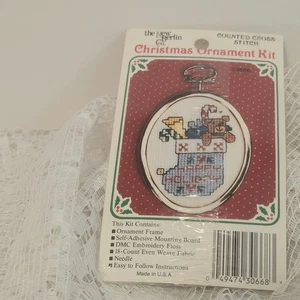 the new berlin co.
COUNTED CROSS
STITCH
Christmas Ornament Kit
This Kit Contains
• Ornament Frame
• Self-Adhesive Mounting Board
• DMC Embroidery Floss
• 18-Count Even Weave Fabric
• Needle
• Easy to Follow Instructions
Made in U.S.A.
0 49474 30668